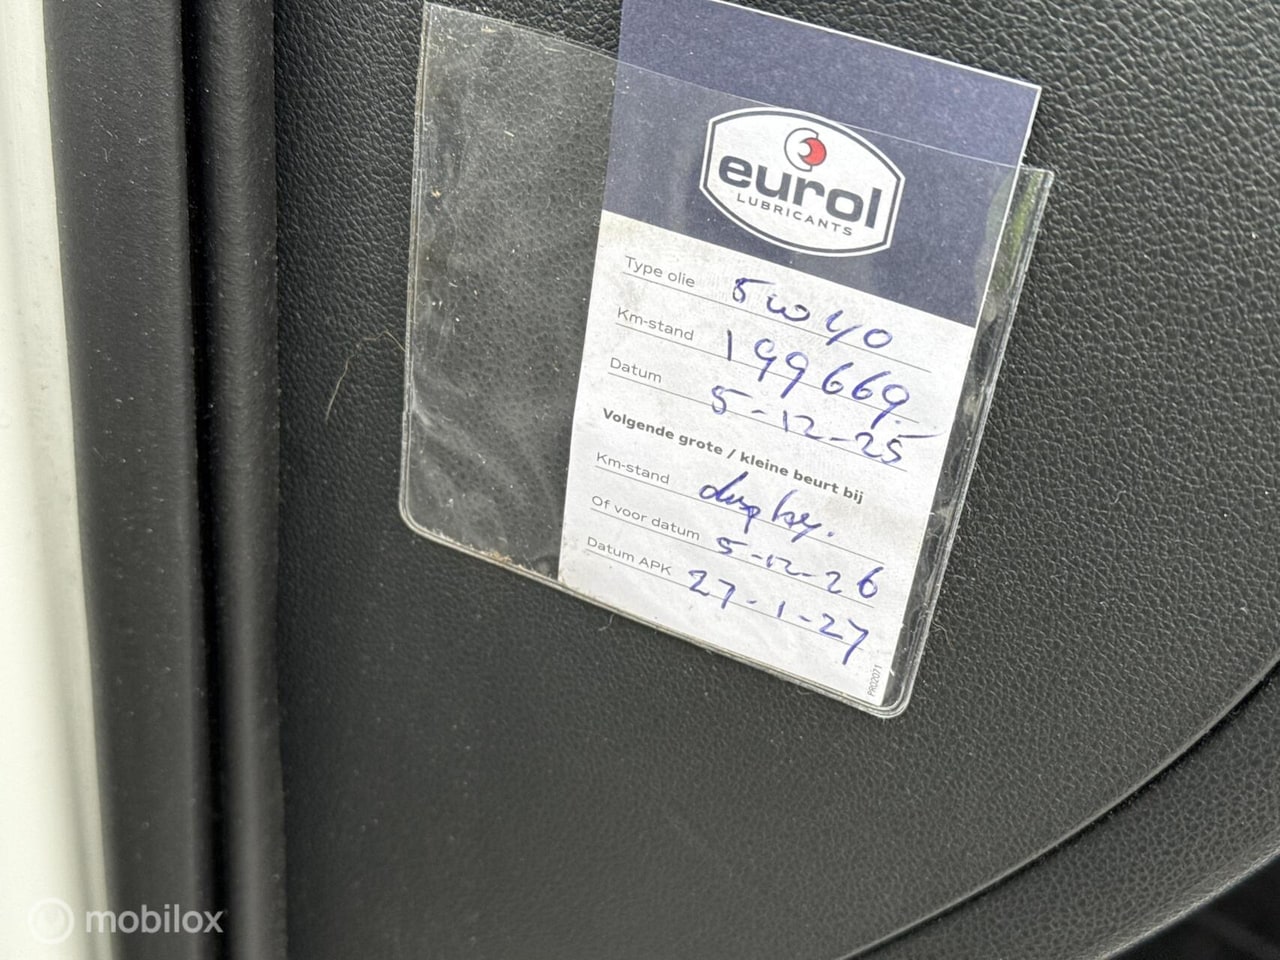 eurol
LUBRICANTS
Type olie 5w40
Km-stand 199669
Datum 5-12-25
Volgende grote / kleine beurt bij
Km-stand
Of voor datum 5-12-26
Datum APK 27-1-27
PR02071
mobilox